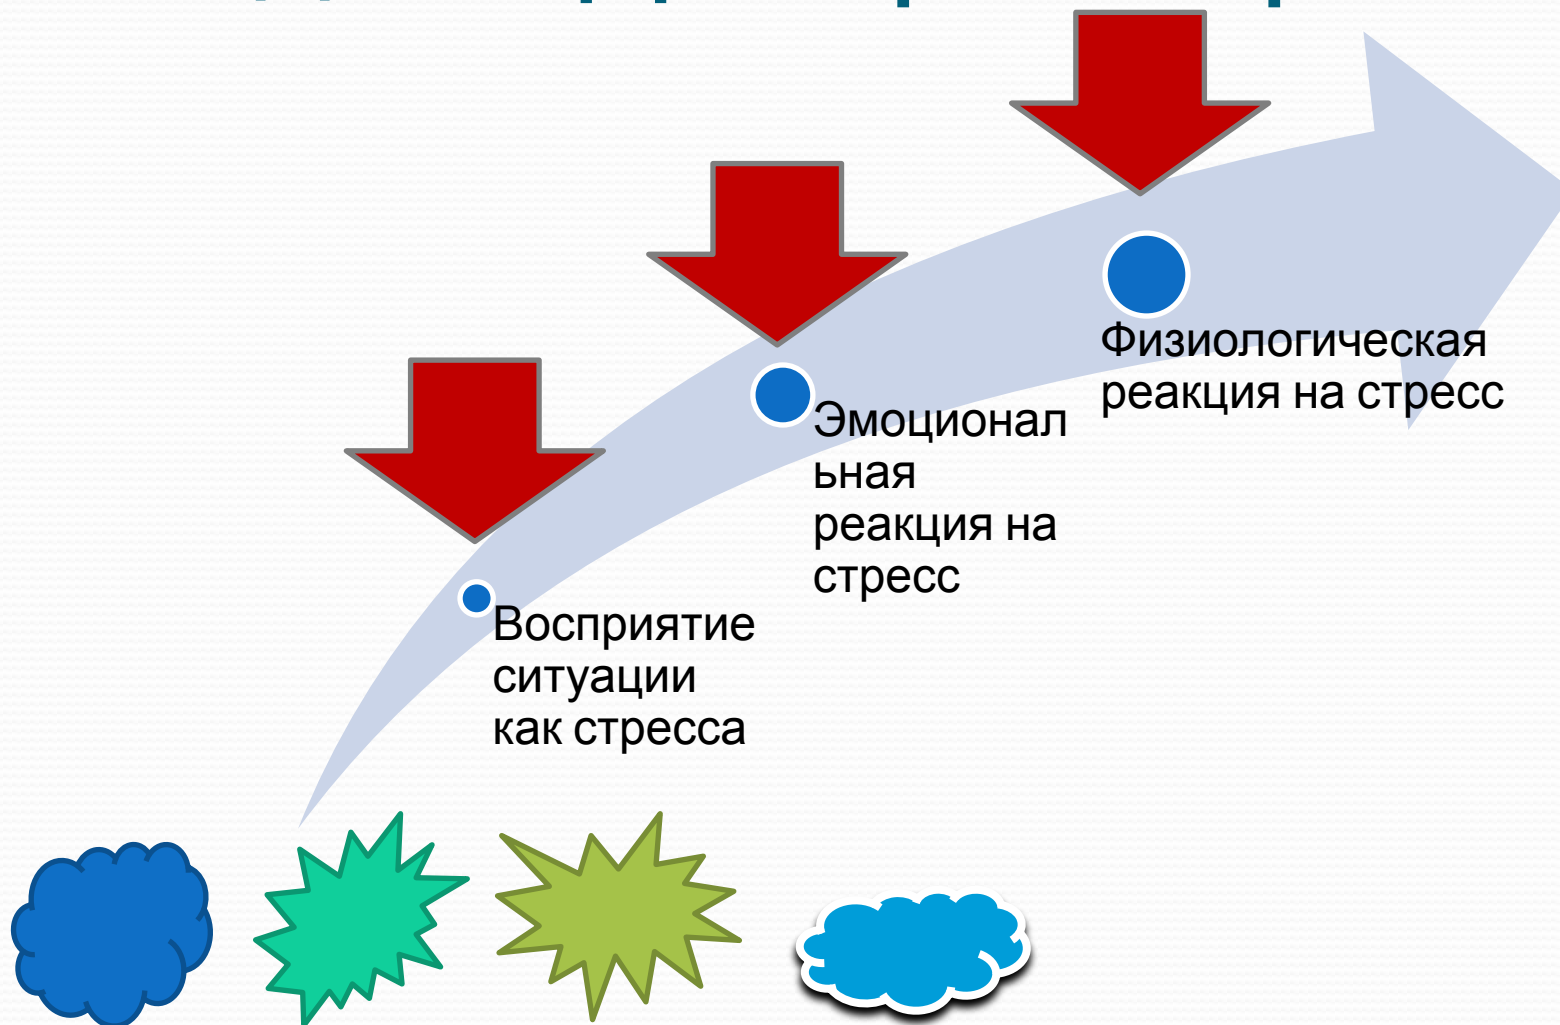 Физиологическая
реакция на стресс
Эмоционал
ьная
реакция на
стресс
Восприятие
ситуации
как стресса